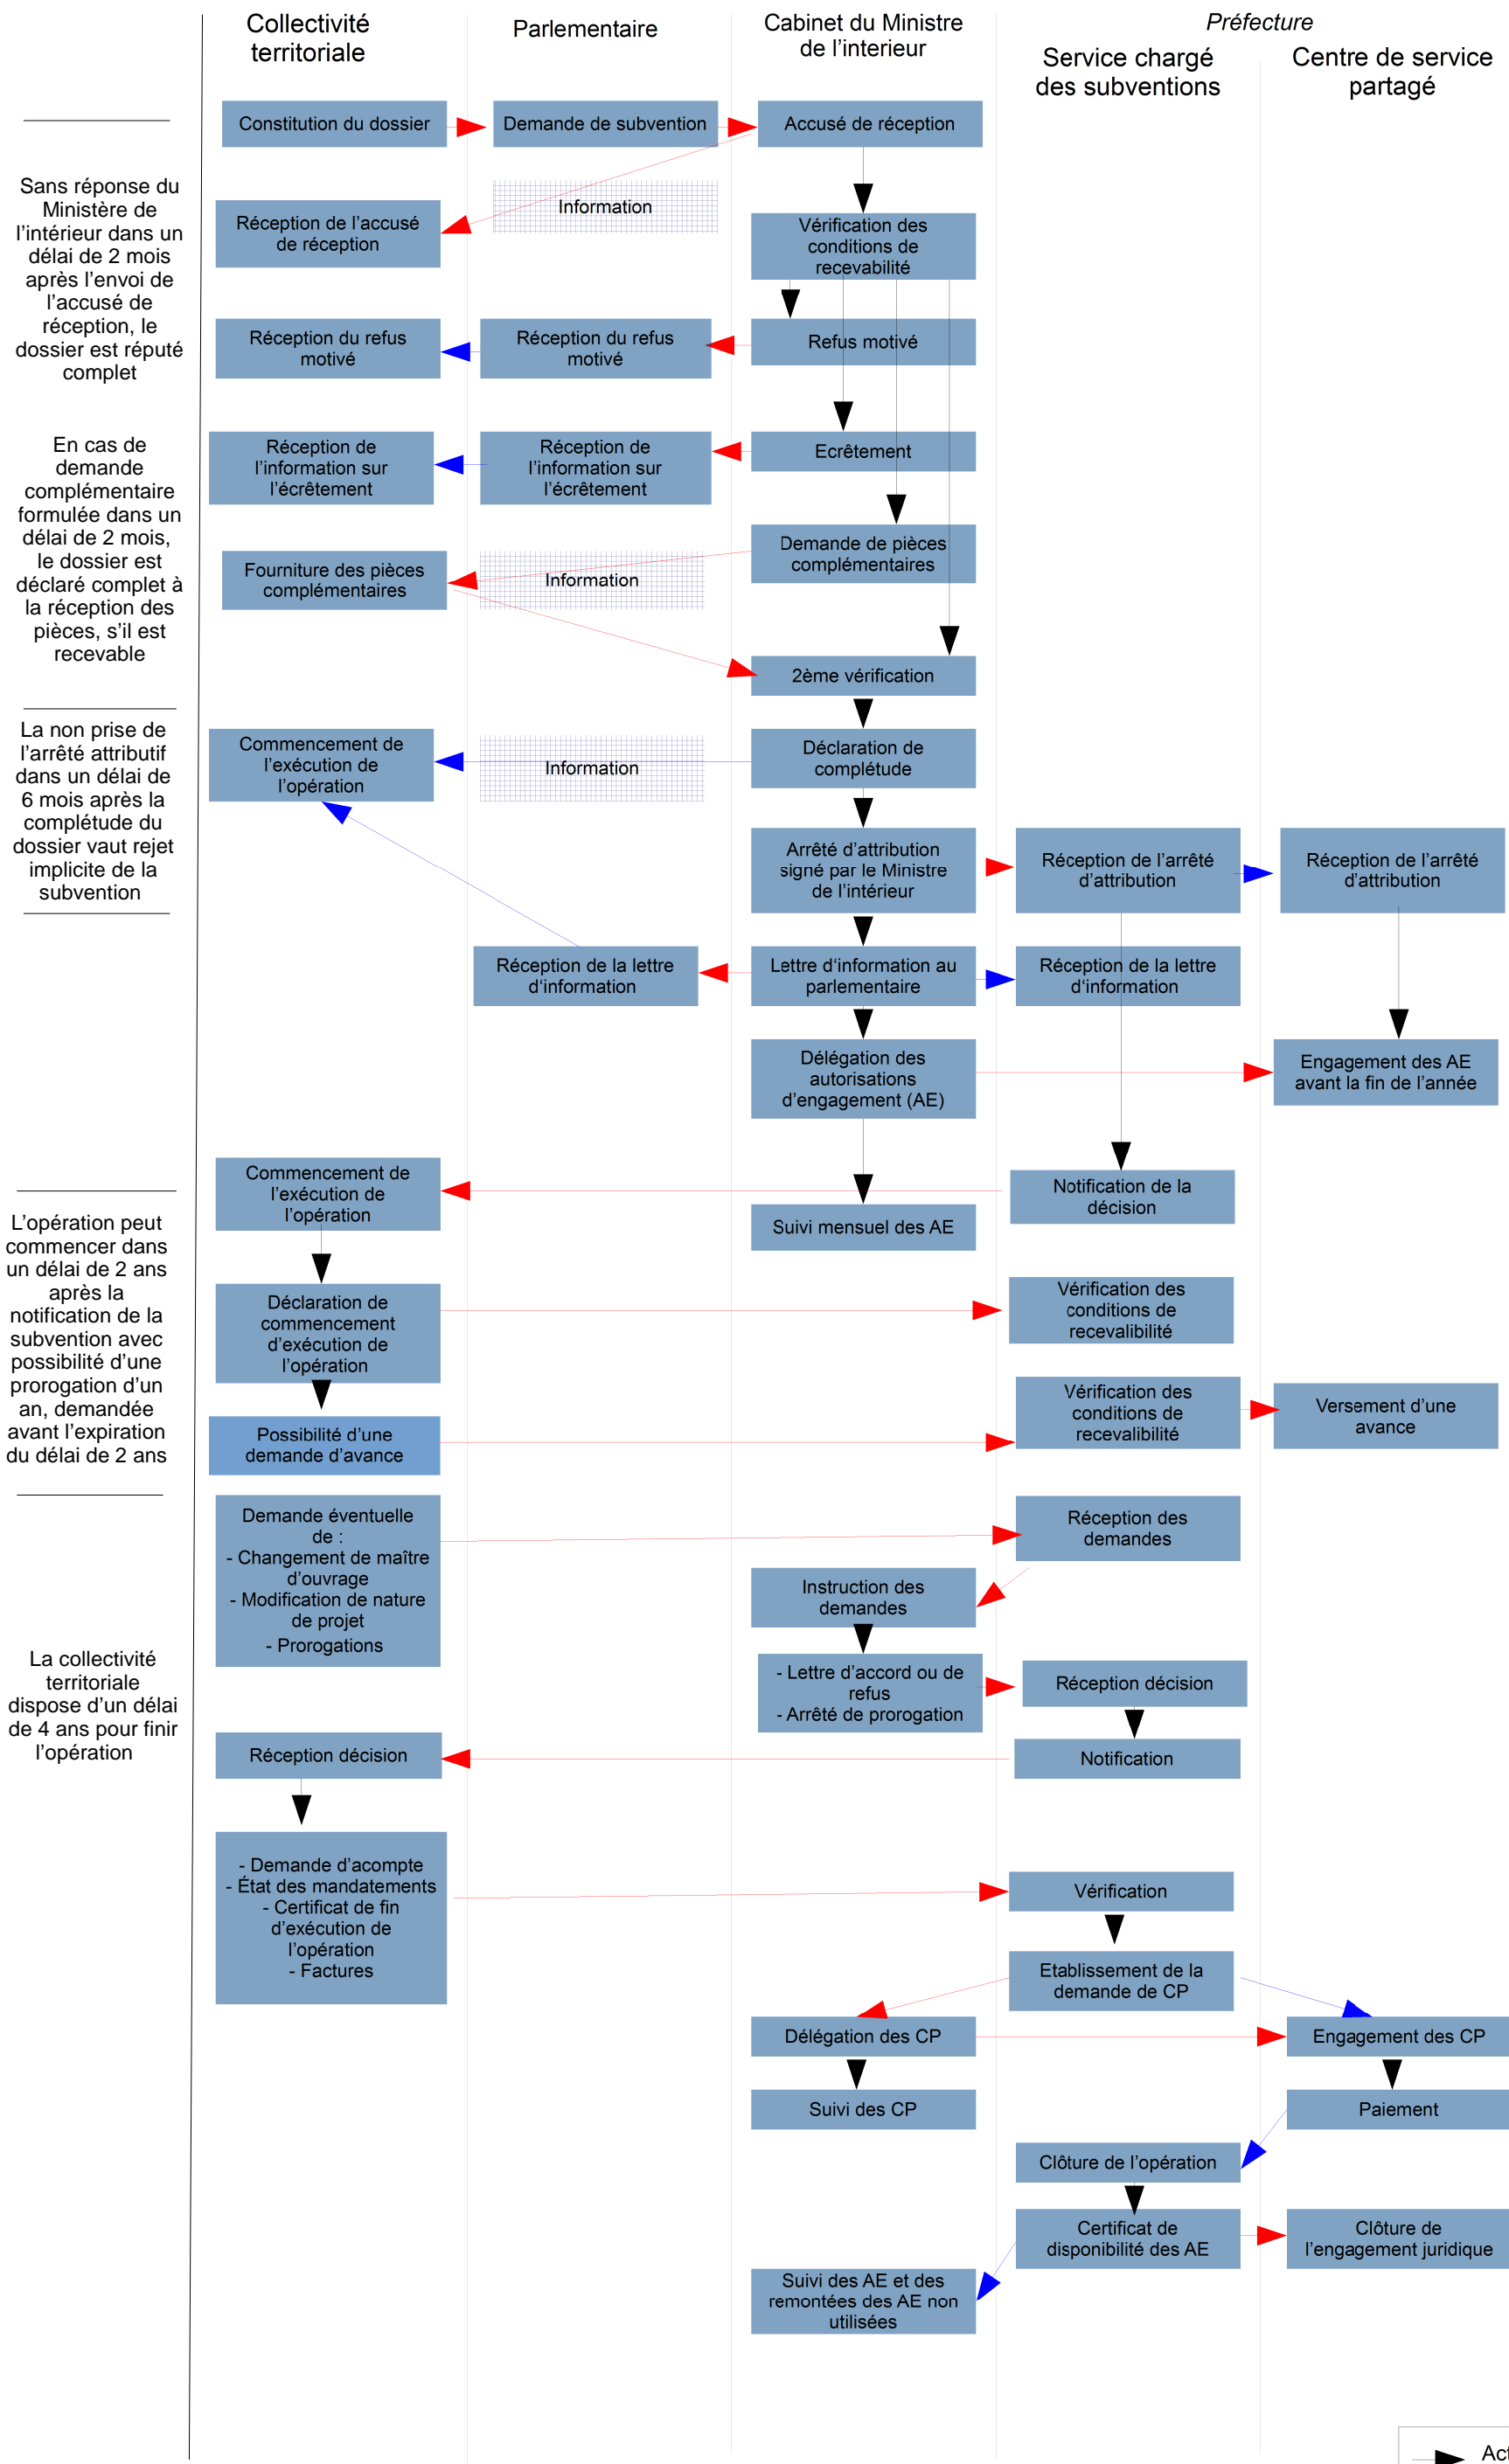 Collectivité
territoriale
Parlementaire
Cabinet du Ministre
de l’interieur
Préfecture
Service chargé
des subventions
Centre de service
partagé
Constitution du dossier
Demande de subvention
Accusé de réception
Sans réponse du
Ministère de
l’intérieur dans un
délai de 2 mois
après l’envoi de
l’accusé de
réception, le
dossier est réputé
complet
Réception de l’accusé
de réception
Information
Vérification des
conditions de
recevabilité
Réception du refus
motivé
Réception du refus
motivé
Refus motivé
En cas de
demande
complémentaire
formulée dans un
délai de 2 mois,
le dossier est
déclaré complet à
la réception des
pièces, s’il est
recevable
Réception de
l’information sur
l’écrêtement
Réception de
l’information sur
l’écrêtement
Ecrêtement
Fourniture des pièces
complémentaires
Information
Demande de pièces
complémentaires
2ème vérification
La non prise de
l’arrêté attributif
dans un délai de
6 mois après la
complétude du
dossier vaut rejet
implicite de la
subvention
Commencement de
l’exécution de
l’opération
Information
Déclaration de
complétude
Arrêté d’attribution
signé par le Ministre
de l’intérieur
Réception de l’arrêté
d’attribution
Réception de l’arrêté
d’attribution
Réception de la lettre
d’information
Lettre d’information au
parlementaire
Réception de la lettre
d’information
Délégation des
autorisations
d’engagement (AE)
Engagement des AE
avant la fin de l’année
Commencement de
l’exécution de
l’opération
Suivi mensuel des AE
Notification de la
décision
L’opération peut
commencer dans
un délai de 2 ans
après la
notification de la
subvention avec
possibilité d’une
prorogation d’un
an, demandée
avant l’expiration
du délai de 2 ans
Déclaration de
commencement
d’exécution de
l’opération
Vérification des
conditions de
recevalibilité
Possibilité d’une
demande d’avance
Vérification des
conditions de
recevalibilité
Versement d’une
avance
Demande éventuelle
de :
- Changement de maître
d’ouvrage
- Modification de nature
de projet
- Prorogations
Réception des
demandes
Instruction des
demandes
La collectivité
territoriale
dispose d’un délai
de 4 ans pour finir
l’opération
- Lettre d’accord ou de
refus
- Arrêté de prorogation
Réception décision
Réception décision
Notification
- Demande d’acompte
- État des mandatements
- Certificat de fin
d’exécution de
l’opération
- Factures
Vérification
Etablissement de la
demande de CP
Délégation des CP
Engagement des CP
Suivi des CP
Paiement
Clôture de l’opération
Certificat de
disponibilité des AE
Clôture de
l’engagement juridique
Suivi des AE et des
remontées des AE non
utilisées